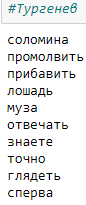 #Тургенев
соломина
промолвить
прибавить
лошадь
муза
отвечать
знаете
точно
глядеть
сперва